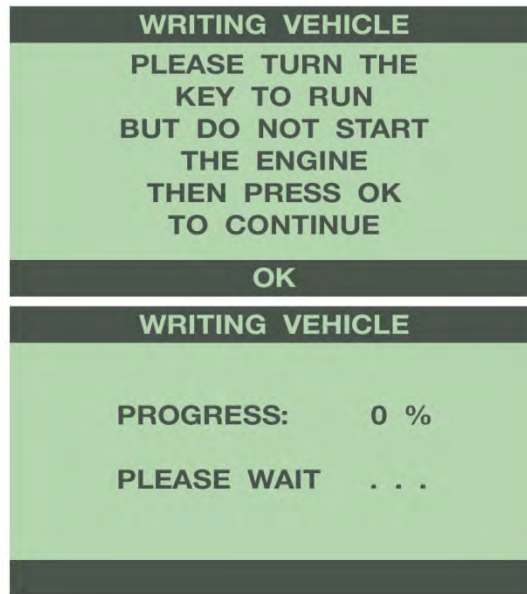 WRITING VEHICLE
PLEASE TURN THE
KEY TO RUN
BUT DO NOT START
THE ENGINE
THEN PRESS OK
TO CONTINUE
OK
WRITING VEHICLE
PROGRESS: 0 %
PLEASE WAIT . . .